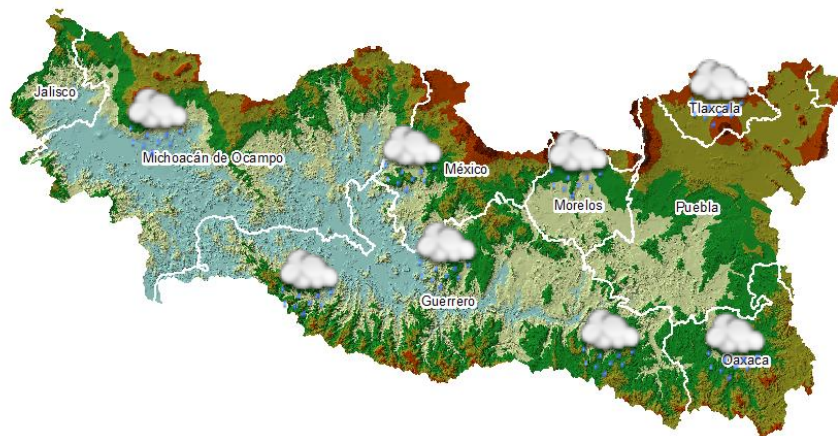 Jalisco
Tlaxcala
Michoacán de Ocampo
México
Morelos
Puebla
Guerrero
Oaxaca